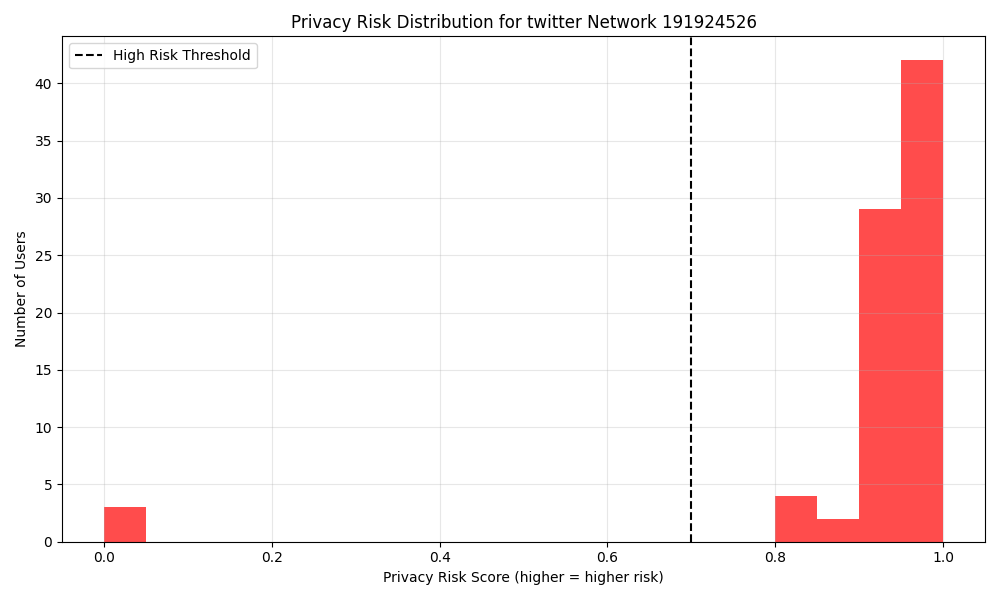 Privacy Risk Distribution for twitter Network 191924526
High Risk Threshold
Number of Users
40
35
30
25
20
15
10
5
0
0.0 0.2 0.4 0.6 0.8 1.0
Privacy Risk Score (higher = higher risk)